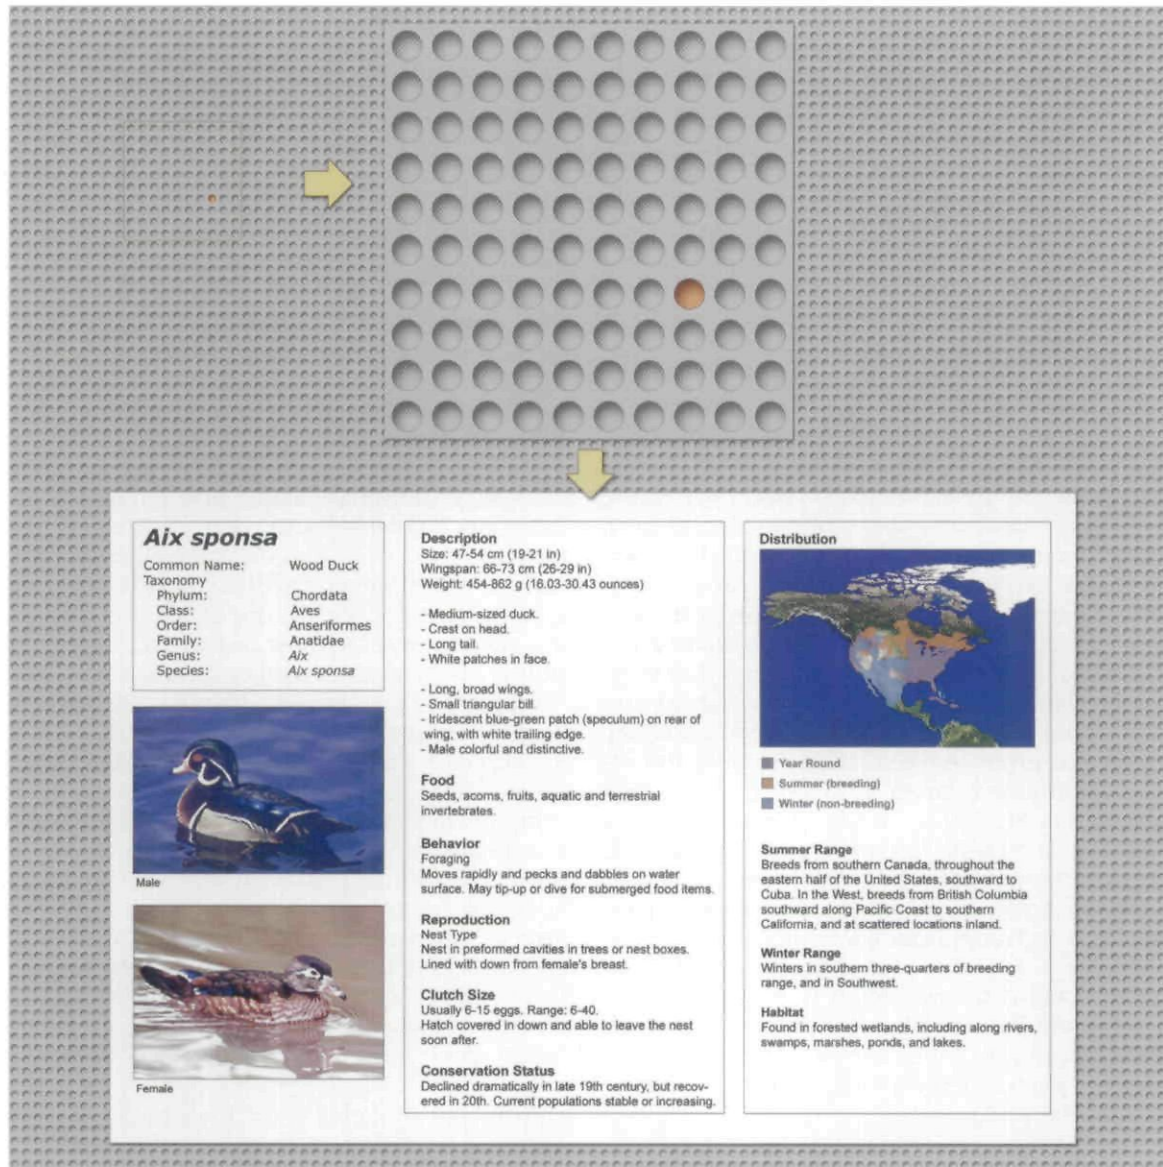 Aix sponsa
Common Name: Wood Duck
Taxonomy
Phylum: Chordata
Class: Aves
Order: Anseriformes
Family: Anatidae
Genus: Aix
Species: Aix sponsa
Male
Female
Description
Size: 47-54 cm (19-21 in)
Wingspan: 66-73 cm (26-29 in)
Weight: 454-862 g (16.03-30.43 ounces)
- Medium-sized duck.
- Crest on head.
- Long tail.
- White patches in face.
- Long, broad wings.
- Small triangular bill.
- Iridescent blue-green patch (speculum) on rear of
wing, with white trailing edge.
- Male colorful and distinctive.
Food
Seeds, acorns, fruits, aquatic and terrestrial
invertebrates.
Behavior
Foraging
Moves rapidly and pecks and dabbles on water
surface. May tip-up or dive for submerged food items.
Reproduction
Nest Type
Nest in preformed cavities in trees or nest boxes.
Lined with down from female's breast.
Clutch Size
Usually 6-15 eggs. Range: 6-40.
Hatch covered in down and able to leave the nest
soon after.
Conservation Status
Declined dramatically in late 19th century, but recov-
ered in 20th. Current populations stable or increasing.
Distribution
Year Round
Summer (breeding)
Winter (non-breeding)
Summer Range
Breeds from southern Canada, throughout the
eastern half of the United States, southward to
Cuba. In the West, breeds from British Columbia
southward along Pacific Coast to southern
California, and at scattered locations inland.
Winter Range
Winters in southern three-quarters of breeding
range, and in Southwest.
Habitat
Found in forested wetlands, including along rivers,
swamps, marshes, ponds, and lakes.